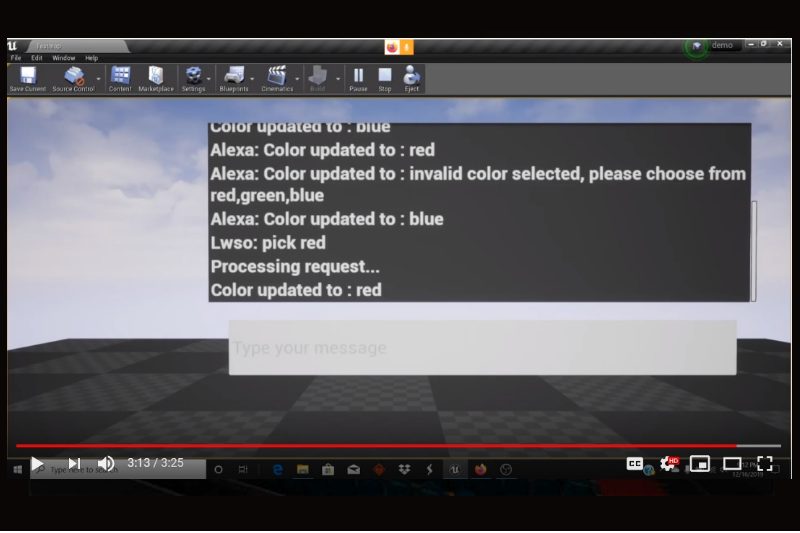 demo
File Edit Window Help
Save Current Source Control Content Marketplace Settings Blueprints Cinematics Build Pause Stop Eject
Color updated to : blue
Alexa: Color updated to : red
Alexa: Color updated to : invalid color selected, please choose from
red,green,blue
Alexa: Color updated to : blue
Lwso: pick red
Processing request...
Color updated to : red
Type your message
3:13 / 3:25
CC
HD
Type here to search
12/16/2019